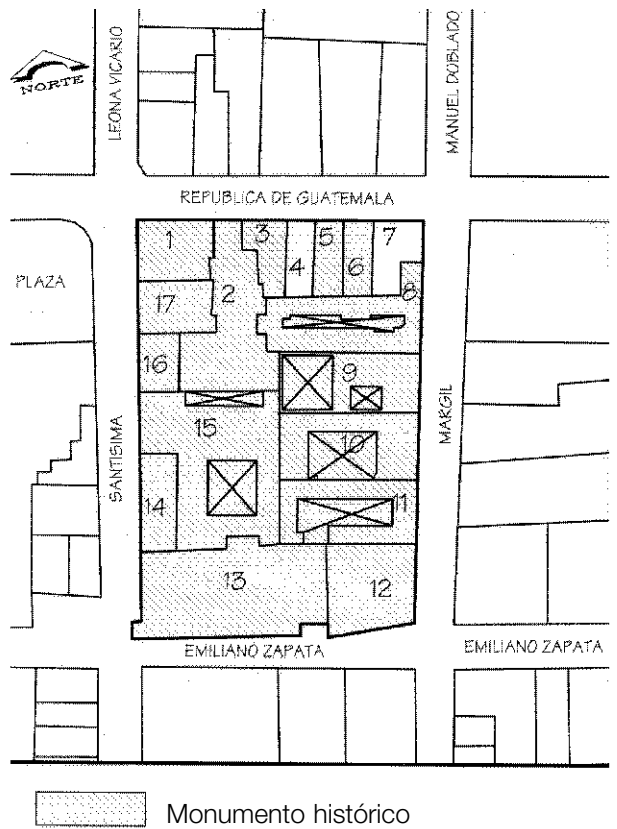 LEONA VICARIO
MANUEL DOBLADO
NORTE
REPUBLICA DE GUATEMALA
1
2
3
4
5
6
7
8
PLAZA
17
16
9
SANTISIMA
MARGIL
15
10
14
11
13
12
EMILIANO ZAPATA
EMILIANO ZAPATA
Monumento histórico